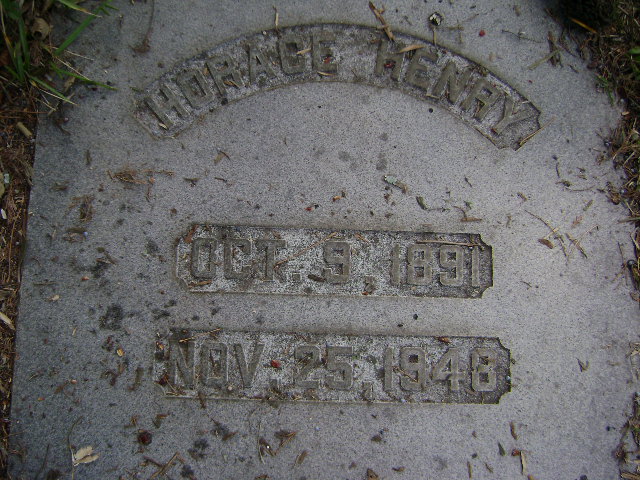 HORACE HENRY
OCT. 9, 1891
NOV. 25, 1948